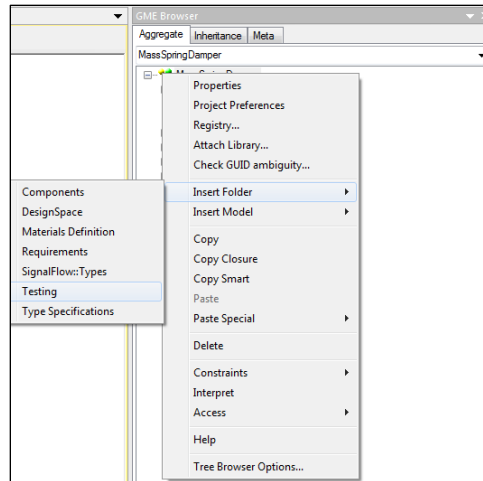 GME Browser
Aggregate Inheritance Meta
MassSpringDamper
Properties
Project Preferences
Registry...
Attach Library...
Check GUID ambiguity...
Insert Folder
Insert Model
Copy
Copy Closure
Copy Smart
Paste
Paste Special
Delete
Constraints
Interpret
Access
Help
Tree Browser Options...
Components
DesignSpace
Materials Definition
Requirements
SignalFlow::Types
Testing
Type Specifications